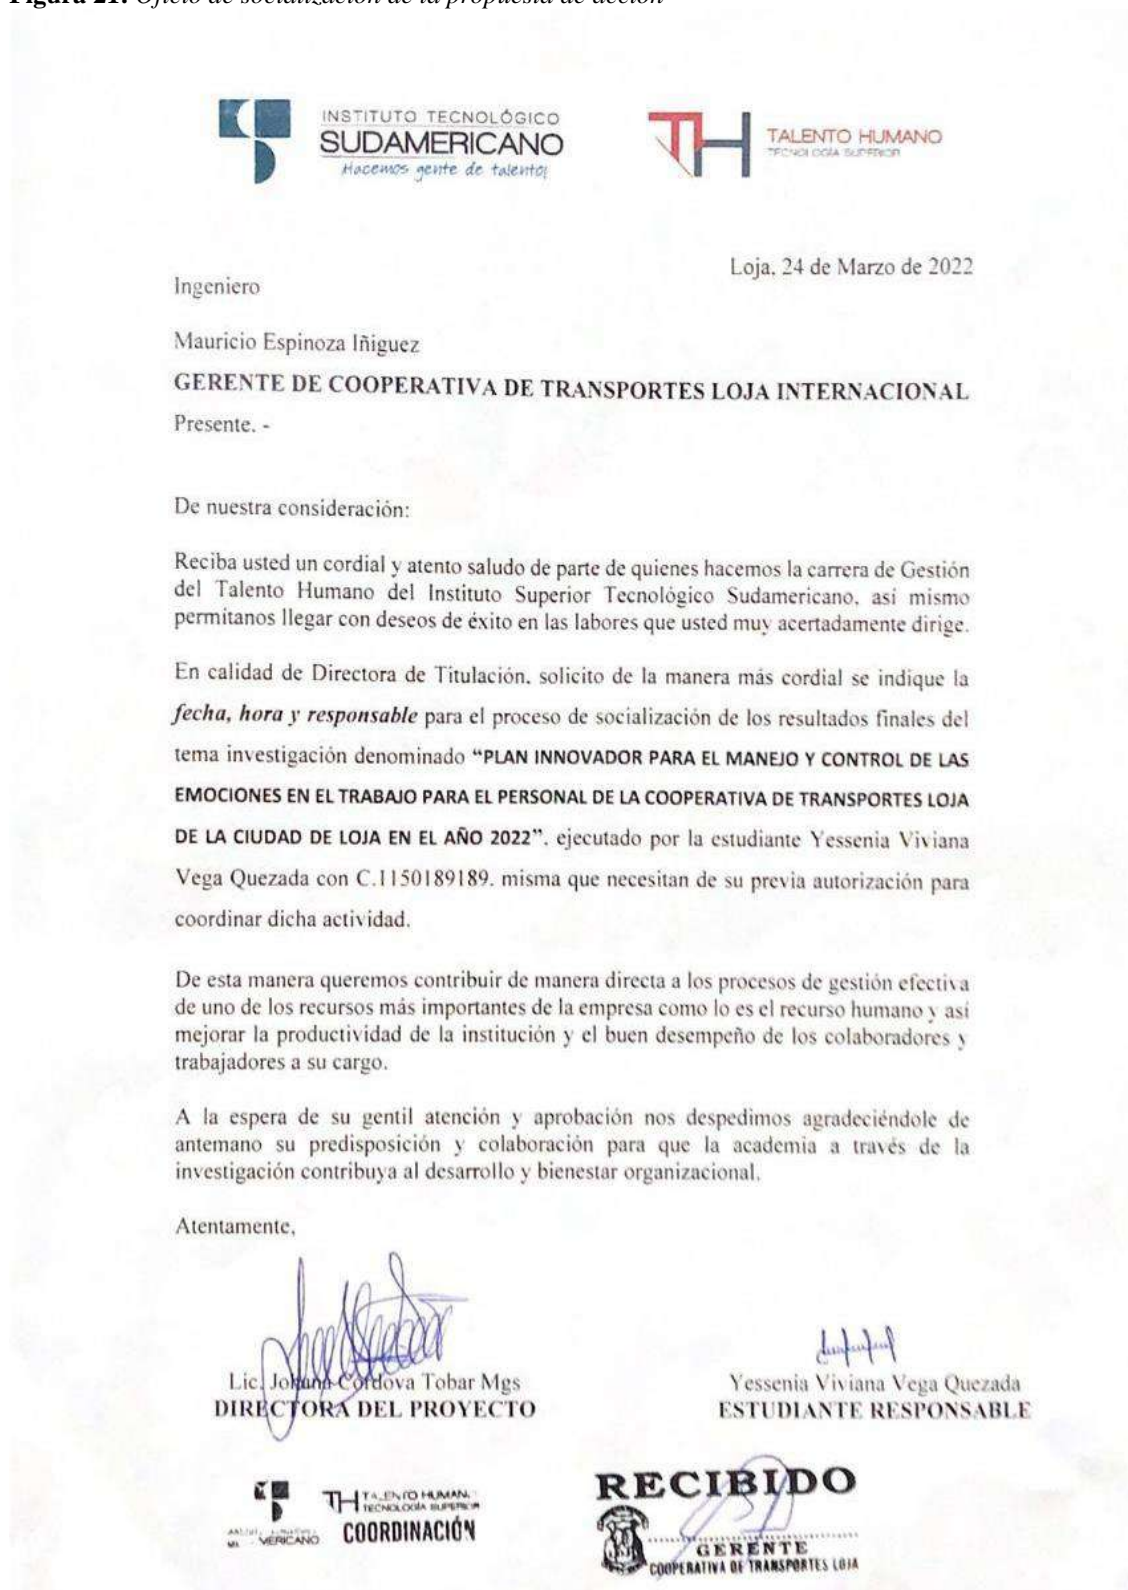 Figura 21. Oficio de socialización de la propuesta de acción
INSTITUTO TECNOLÓGICO
SUDAMERICANO
Hacemos gente de talento!
TH
TALENTO HUMANO
TECNOLOGÍA SUPERIOR
Loja, 24 de Marzo de 2022
Ingeniero
Mauricio Espinoza Iñiguez
GERENTE DE COOPERATIVA DE TRANSPORTES LOJA INTERNACIONAL
Presente. -
De nuestra consideración:
Reciba usted un cordial y atento saludo de parte de quienes hacemos la carrera de Gestión
del Talento Humano del Instituto Superior Tecnológico Sudamericano, asi mismo
permítanos llegar con deseos de éxito en las labores que usted muy acertadamente dirige.
En calidad de Directora de Titulación, solicito de la manera más cordial se indique la
fecha, hora y responsable para el proceso de socialización de los resultados finales del
tema investigación denominado “PLAN INNOVADOR PARA EL MANEJO Y CONTROL DE LAS
EMOCIONES EN EL TRABAJO PARA EL PERSONAL DE LA COOPERATIVA DE TRANSPORTES LOJA
DE LA CIUDAD DE LOJA EN EL AÑO 2022”. ejecutado por la estudiante Yessenia Viviana
Vega Quezada con C.I150189189. misma que necesitan de su previa autorización para
coordinar dicha actividad.
De esta manera queremos contribuir de manera directa a los procesos de gestión efectiva
de uno de los recursos más importantes de la empresa como lo es el recurso humano y así
mejorar la productividad de la institución y el buen desempeño de los colaboradores y
trabajadores a su cargo.
A la espera de su gentil atención y aprobación nos despedimos agradeciéndole de
antemano su predisposición y colaboración para que la academia a través de la
investigación contribuya al desarrollo y bienestar organizacional.
Atentamente,
Lic. Johana Córdova Tobar Mgs
DIRECTORA DEL PROYECTO
Yessenia Viviana Vega Quezada
ESTUDIANTE RESPONSABLE
TH TALENTO HUMAN
TECNOLOGÍA SUPERIOR
COORDINACIÓN
RECIBIDO
GERENTE
COOPERATIVA DE TRANSPORTES LOJA